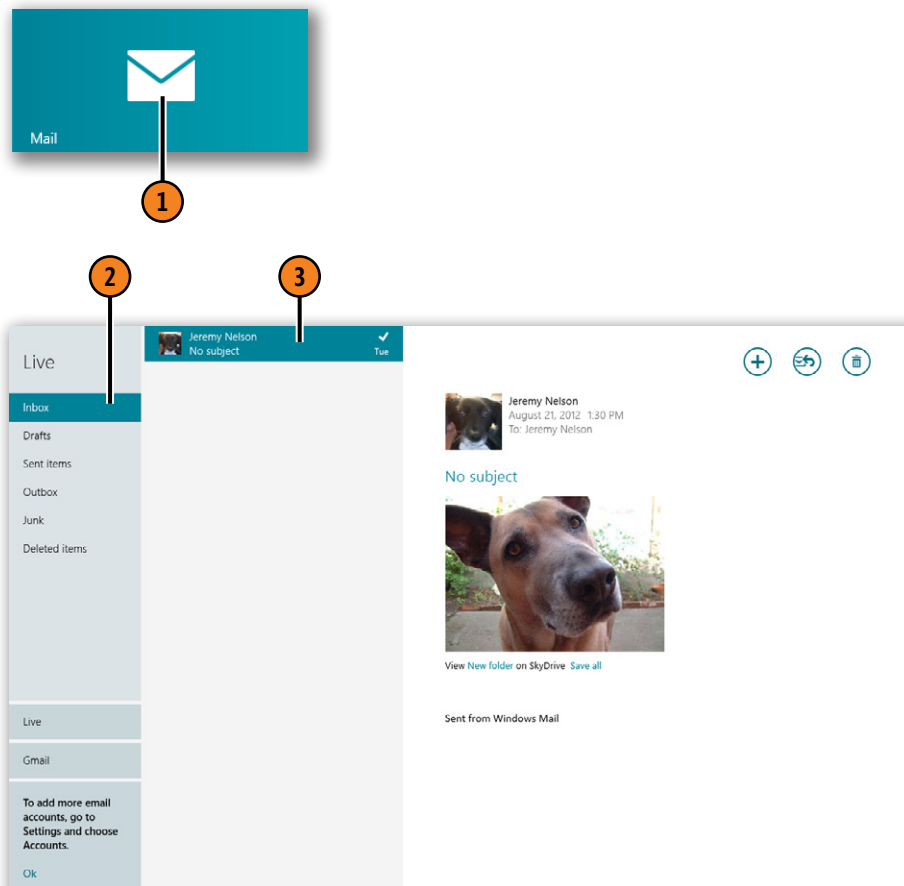 Mail
1
2
3
Live
Inbox
Drafts
Sent items
Outbox
Junk
Deleted items
Live
Gmail
To add more email
accounts, go to
Settings and choose
Accounts.
Ok
Jeremy Nelson
No subject
Tue
Jeremy Nelson
August 21, 2012 1:30 PM
To: Jeremy Nelson
No subject
View New folder on SkyDrive Save all
Sent from Windows Mail